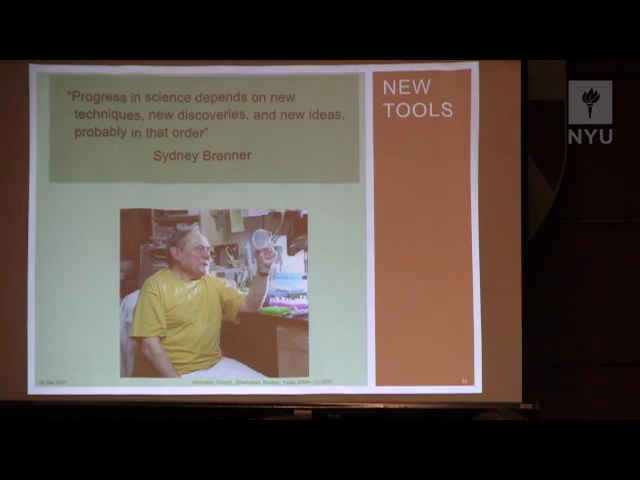 "Progress in science depends on new
techniques, new discoveries, and new ideas,
probably in that order"
Sydney Brenner
NEW
TOOLS
NYU